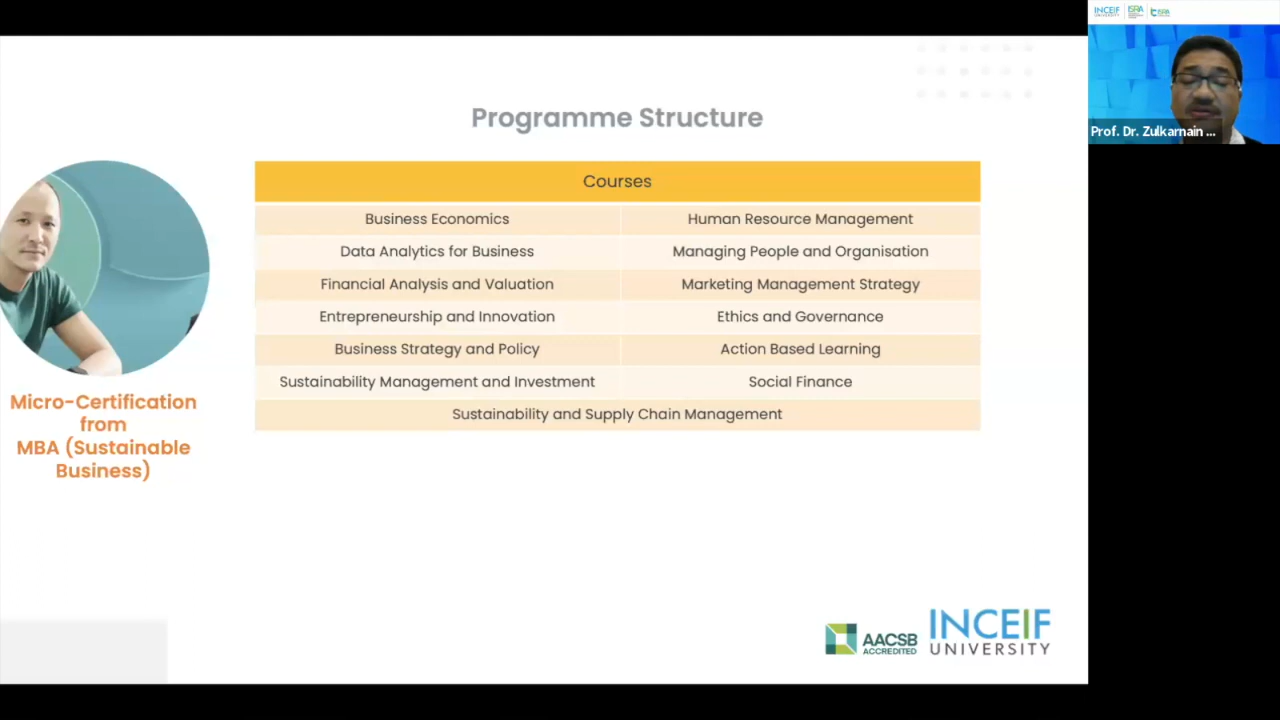 Programme Structure
Courses
Business Economics
Human Resource Management
Data Analytics for Business
Managing People and Organisation
Financial Analysis and Valuation
Marketing Management Strategy
Entrepreneurship and Innovation
Ethics and Governance
Business Strategy and Policy
Action Based Learning
Sustainability Management and Investment
Social Finance
Sustainability and Supply Chain Management
Micro-Certification
from
MBA (Sustainable
Business)
AACSB
ACCREDITED
INCEIF
UNIVERSITY
INCEIF
UNIVERSITY
ISRA
Prof. Dr. Zulkarnain ...